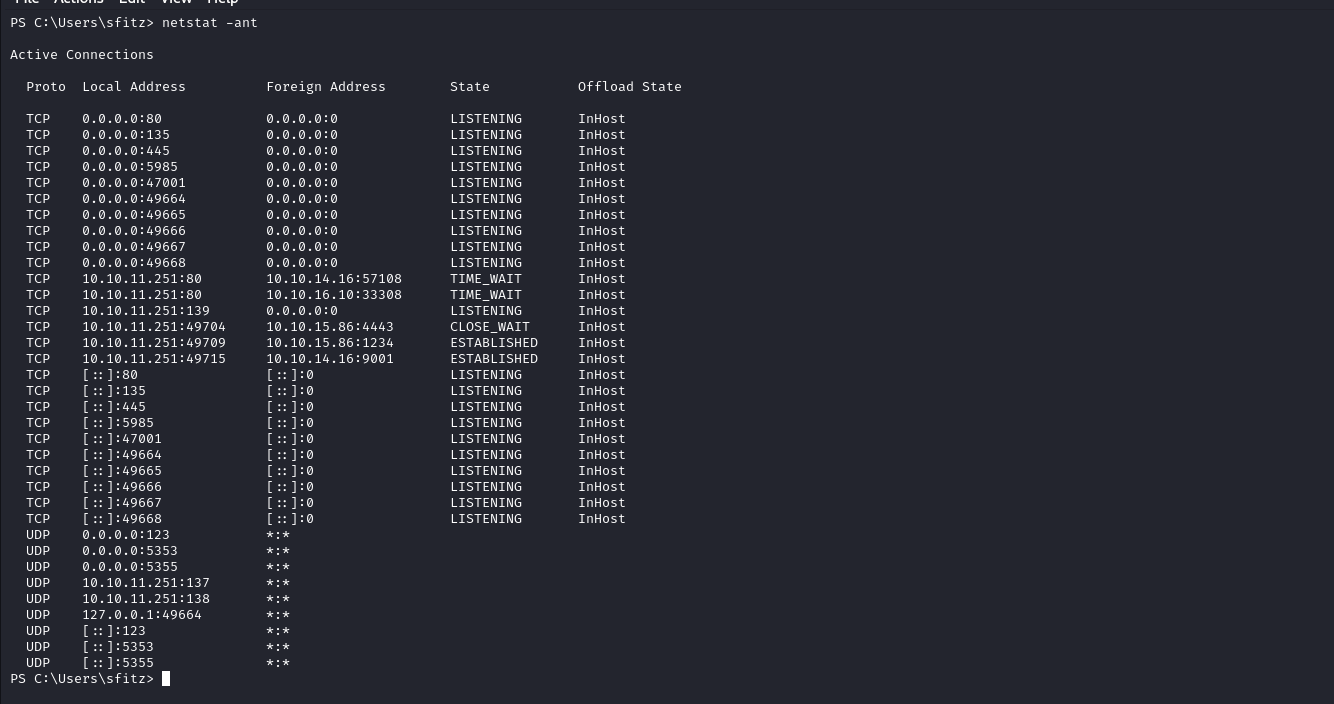 File Actions Edit View Help
PS C:\Users\sfitz> netstat -ant
Active Connections
Proto Local Address Foreign Address State Offload State
TCP 0.0.0.0:80 0.0.0.0:0 LISTENING InHost
TCP 0.0.0.0:135 0.0.0.0:0 LISTENING InHost
TCP 0.0.0.0:445 0.0.0.0:0 LISTENING InHost
TCP 0.0.0.0:5985 0.0.0.0:0 LISTENING InHost
TCP 0.0.0.0:47001 0.0.0.0:0 LISTENING InHost
TCP 0.0.0.0:49664 0.0.0.0:0 LISTENING InHost
TCP 0.0.0.0:49665 0.0.0.0:0 LISTENING InHost
TCP 0.0.0.0:49666 0.0.0.0:0 LISTENING InHost
TCP 0.0.0.0:49667 0.0.0.0:0 LISTENING InHost
TCP 0.0.0.0:49668 0.0.0.0:0 LISTENING InHost
TCP 10.10.11.251:80 10.10.14.16:57108 TIME_WAIT InHost
TCP 10.10.11.251:80 10.10.16.10:33308 TIME_WAIT InHost
TCP 10.10.11.251:139 0.0.0.0:0 LISTENING InHost
TCP 10.10.11.251:49704 10.10.15.86:4443 CLOSE_WAIT InHost
TCP 10.10.11.251:49709 10.10.15.86:1234 ESTABLISHED InHost
TCP 10.10.11.251:49715 10.10.14.16:9001 ESTABLISHED InHost
TCP [::]:80 [::]:0 LISTENING InHost
TCP [::]:135 [::]:0 LISTENING InHost
TCP [::]:445 [::]:0 LISTENING InHost
TCP [::]:5985 [::]:0 LISTENING InHost
TCP [::]:47001 [::]:0 LISTENING InHost
TCP [::]:49664 [::]:0 LISTENING InHost
TCP [::]:49665 [::]:0 LISTENING InHost
TCP [::]:49666 [::]:0 LISTENING InHost
TCP [::]:49667 [::]:0 LISTENING InHost
TCP [::]:49668 [::]:0 LISTENING InHost
UDP 0.0.0.0:123 *:*
UDP 0.0.0.0:5353 *:*
UDP 0.0.0.0:5355 *:*
UDP 10.10.11.251:137 *:*
UDP 10.10.11.251:138 *:*
UDP 127.0.0.1:49664 *:*
UDP [::]:123 *:*
UDP [::]:5353 *:*
UDP [::]:5355 *:*
PS C:\Users\sfitz>